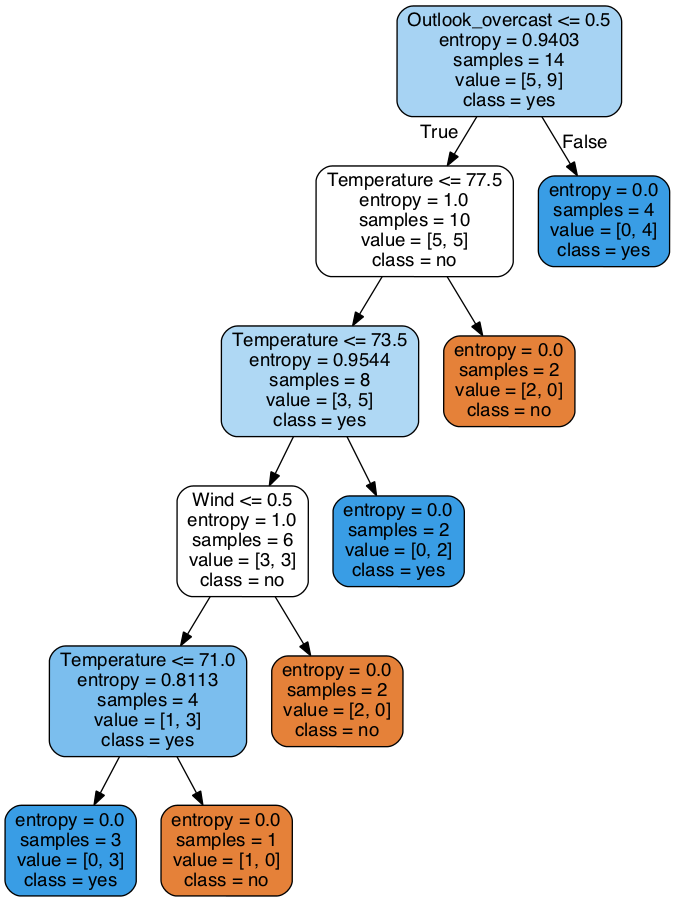 Outlook_overcast <= 0.5
entropy = 0.9403
samples = 14
value = [5, 9]
class = yes
True
False
Temperature <= 77.5
entropy = 1.0
samples = 10
value = [5, 5]
class = no
entropy = 0.0
samples = 4
value = [0, 4]
class = yes
Temperature <= 73.5
entropy = 0.9544
samples = 8
value = [3, 5]
class = yes
entropy = 0.0
samples = 2
value = [2, 0]
class = no
Wind <= 0.5
entropy = 1.0
samples = 6
value = [3, 3]
class = no
entropy = 0.0
samples = 2
value = [0, 2]
class = yes
Temperature <= 71.0
entropy = 0.8113
samples = 4
value = [1, 3]
class = yes
entropy = 0.0
samples = 2
value = [2, 0]
class = no
entropy = 0.0
samples = 3
value = [0, 3]
class = yes
entropy = 0.0
samples = 1
value = [1, 0]
class = no